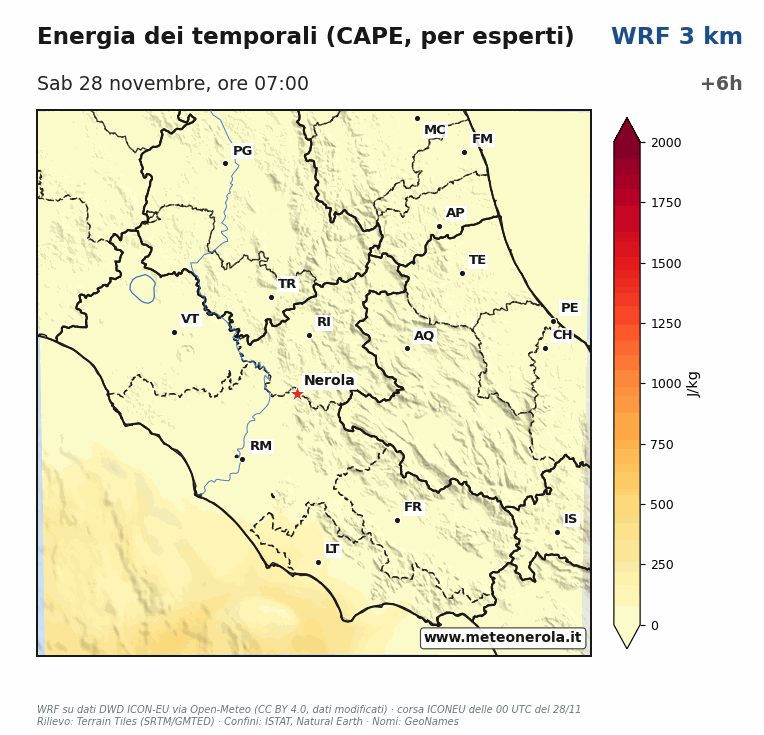 Energia dei temporali (CAPE, per esperti) WRF 3 km
Sab 28 novembre, ore 07:00 +6h
MC
FM
PG
AP
TE
TR
PE
VT
RI
AQ
CH
Nerola
RM
FR
IS
LT
2000
1750
1500
1250
1000
750
500
250
0
J/kg
www.meteonerola.it
WRF su dati DWD ICON-EU via Open-Meteo (CC BY 4.0, dati modificati) · corsa ICONEU delle 00 UTC del 28/11
Rilievo: Terrain Tiles (SRTM/GMTED) · Confini: ISTAT, Natural Earth · Nomi: GeoNames